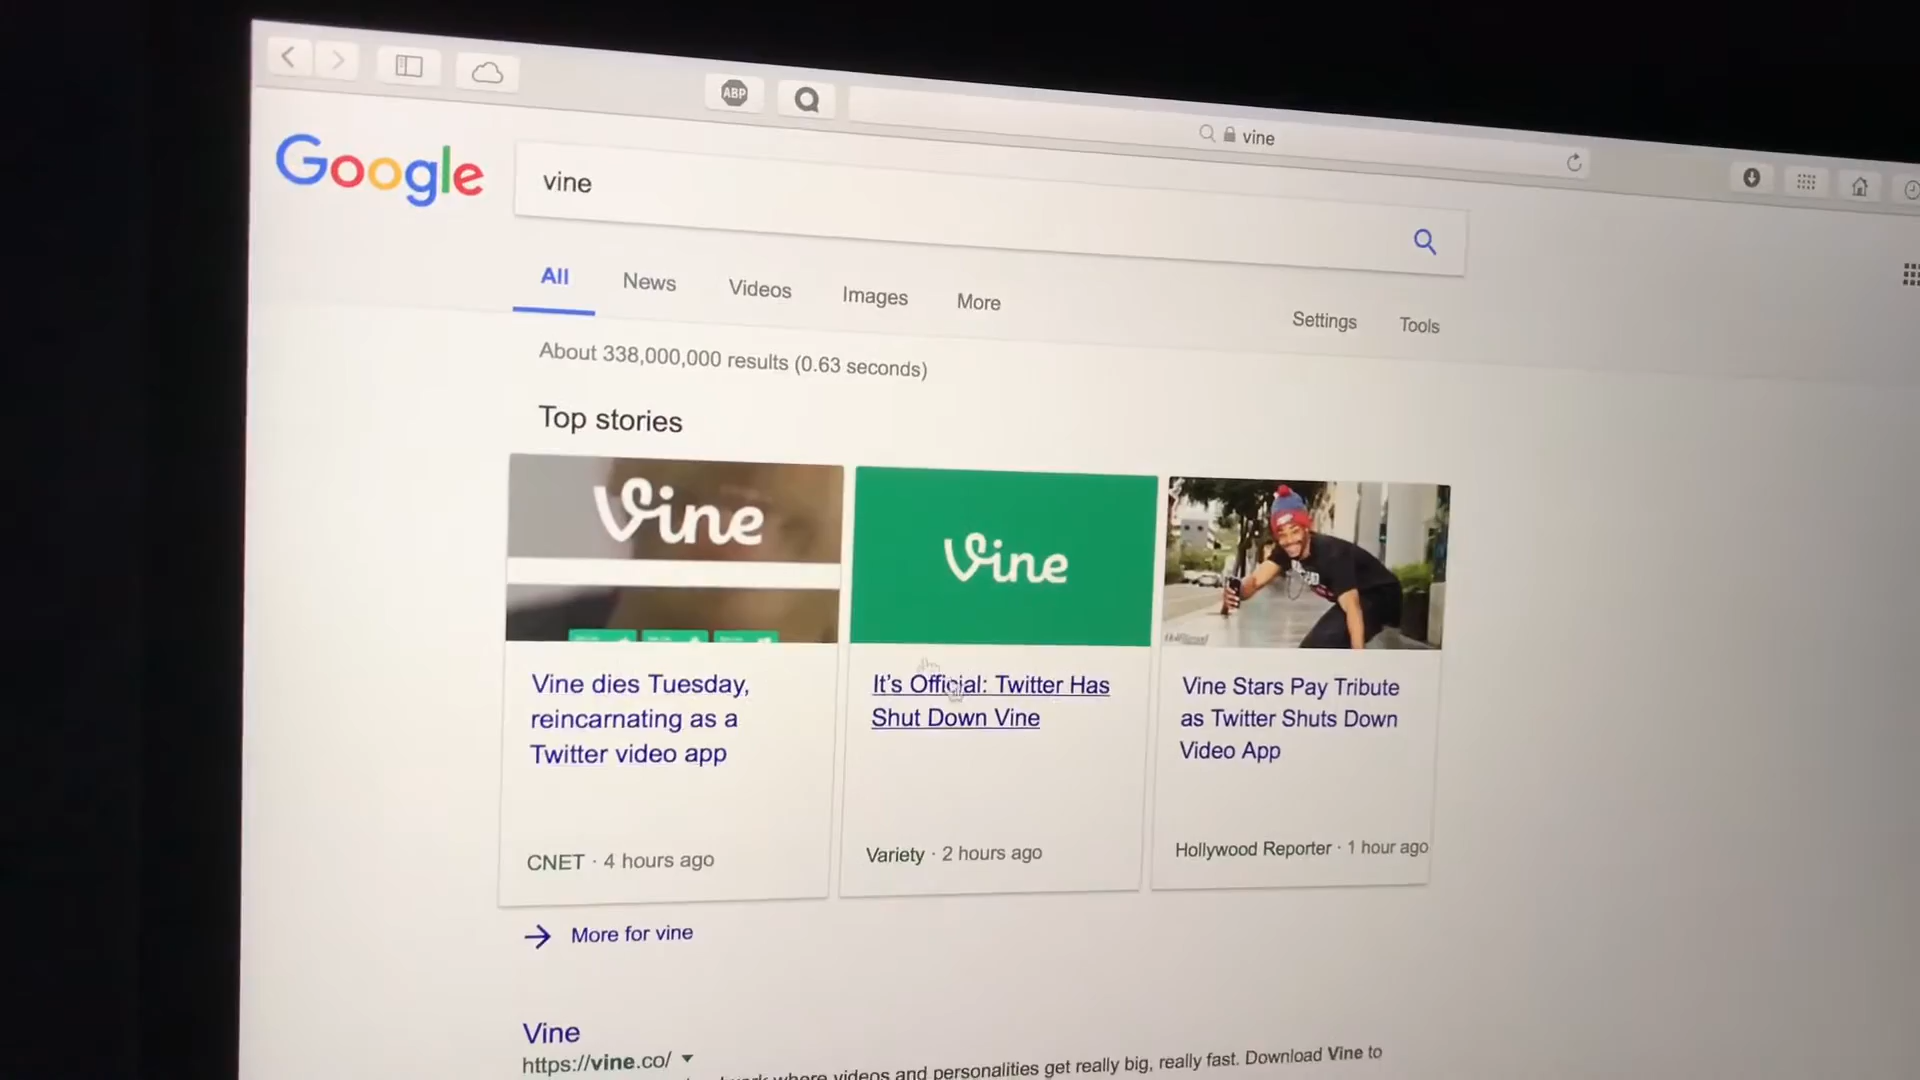 ABP
vine
Google
vine
All News Videos Images More Settings Tools
About 338,000,000 results (0.63 seconds)
Top stories
Vine
Vine
Vine dies Tuesday,
reincarnating as a
Twitter video app
CNET · 4 hours ago
It's Official: Twitter Has
Shut Down Vine
Variety · 2 hours ago
Vine Stars Pay Tribute
as Twitter Shuts Down
Video App
Hollywood Reporter · 1 hour ago
More for vine
Vine
https://vine.co/
where videos and personalities get really big, really fast. Download Vine to